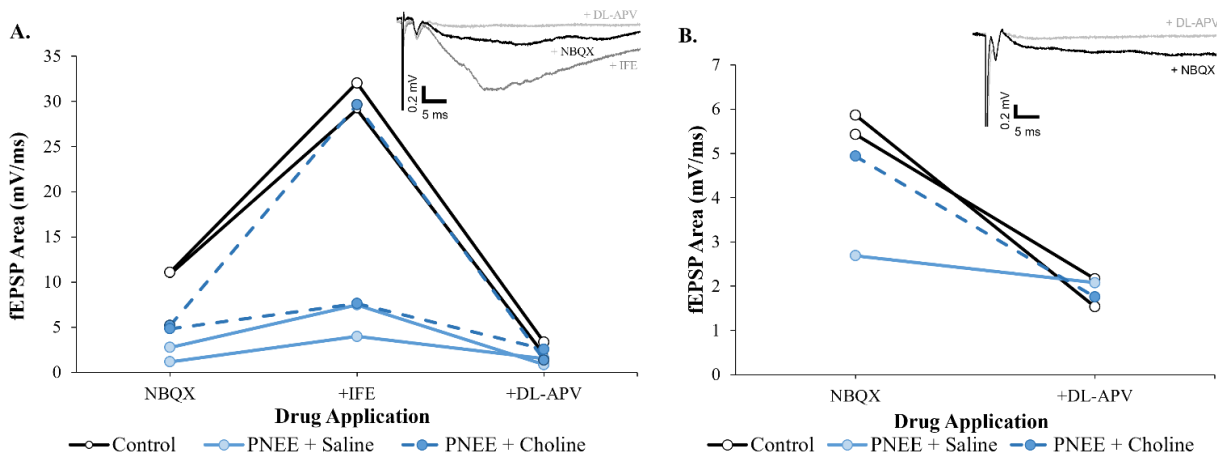 A.
+ DL-APV
+ NBQX
+ IFE
0.2 mV
5 ms
fEPSP Area (mV/ms)
35
30
25
20
15
10
5
0
NBQX
+IFE
+DL-APV
Drug Application
Control
PNEE + Saline
PNEE + Choline
B.
+ DL-APV
+ NBQX
0.2 mV
5 ms
fEPSP Area (mV/ms)
7
6
5
4
3
2
1
0
NBQX
+DL-APV
Drug Application
Control
PNEE + Saline
PNEE + Choline